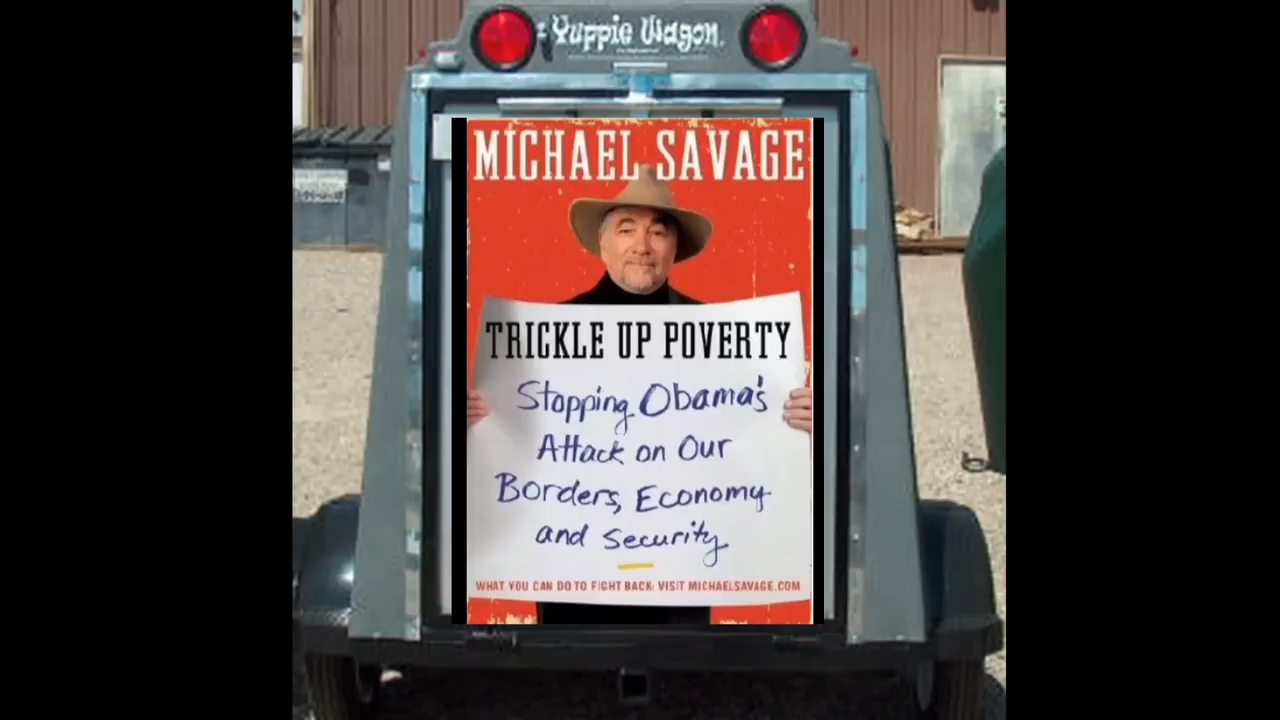 Yuppie Wagon.
MICHAEL SAVAGE
TRICKLE UP POVERTY
Stopping Obama's
Attack on Our
Borders, Economy
and Security
WHAT YOU CAN DO TO FIGHT BACK: VISIT MICHAELSAVAGE.COM